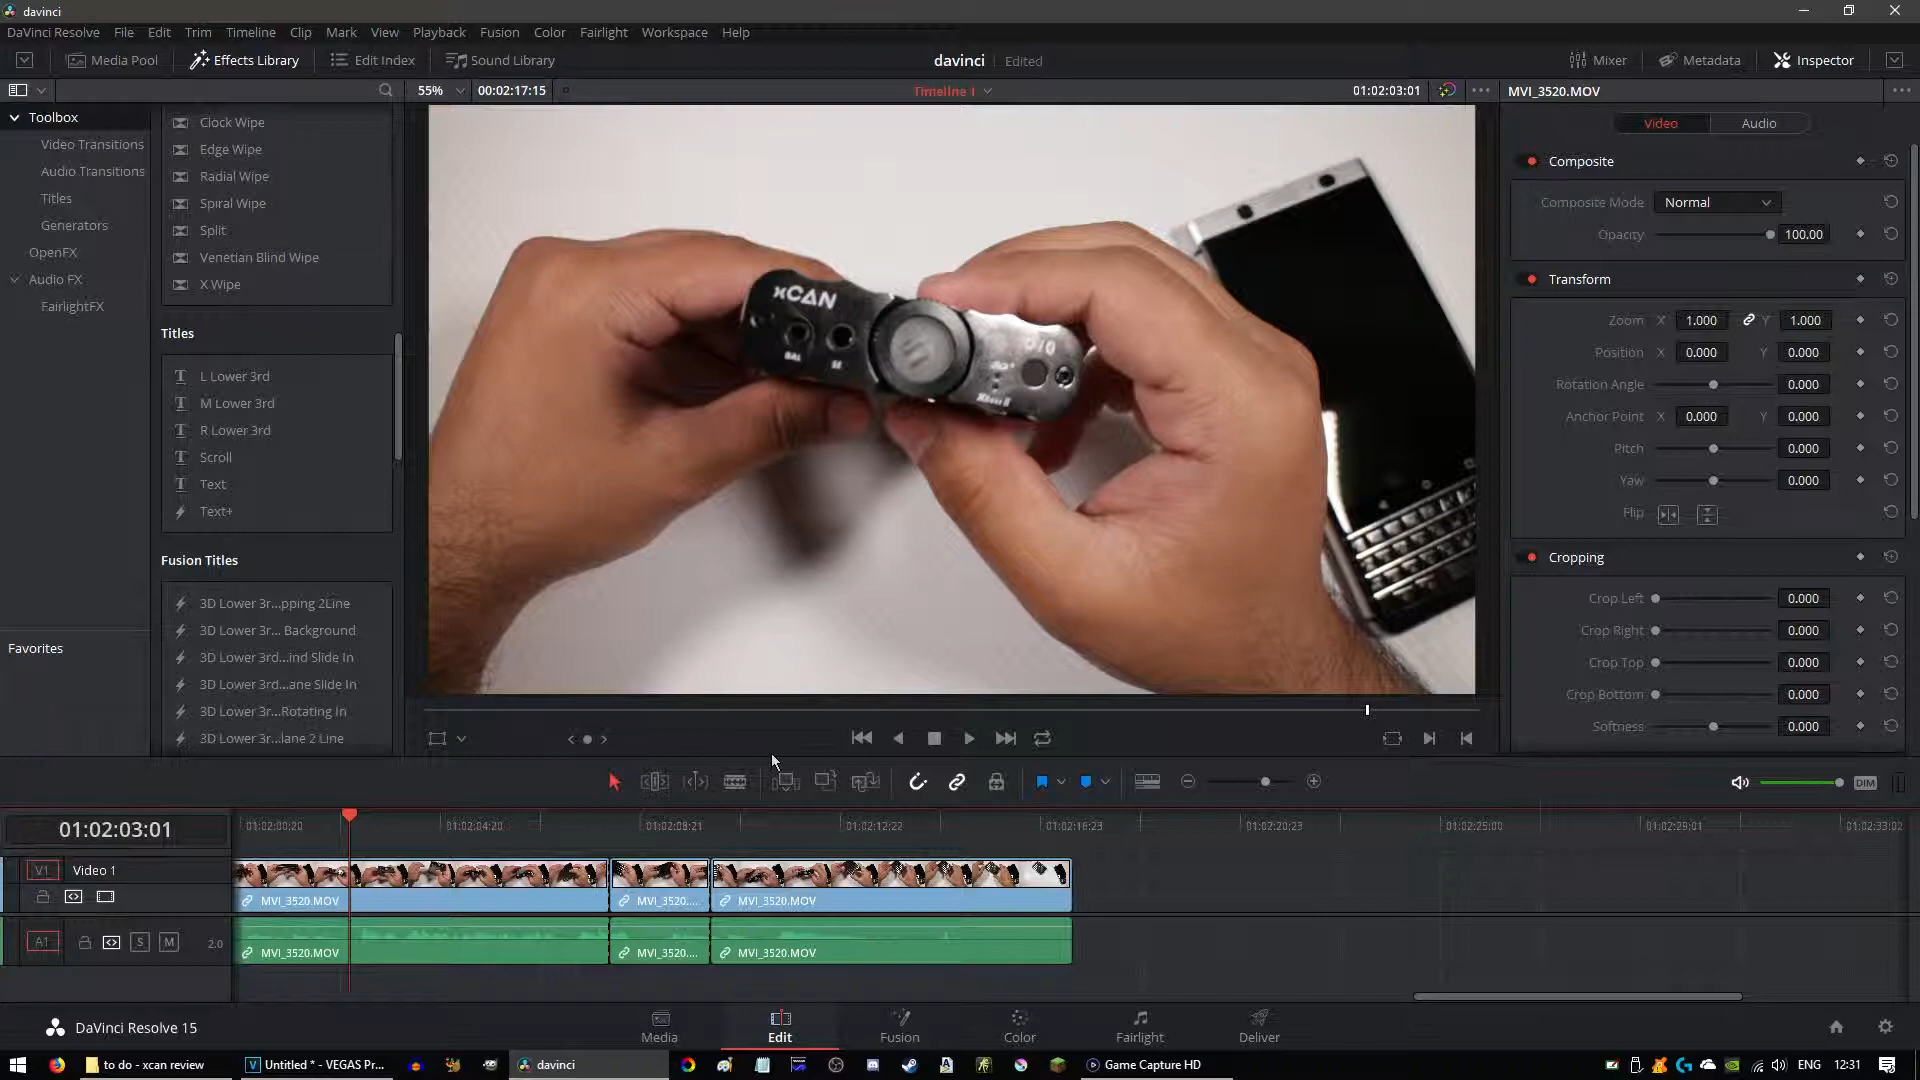 davinci
DaVinci Resolve File Edit Trim Timeline Clip Mark View Playback Fusion Color Fairlight Workspace Help
Media Pool Effects Library Edit Index Sound Library davinci Edited Mixer Metadata Inspector
55% 00:02:17:15 Timeline 1 01:02:03:01 MVI_3520.MOV
Toolbox
Video Transitions
Audio Transitions
Titles
Generators
OpenFX
Audio FX
FairlightFX
Favorites
Clock Wipe
Edge Wipe
Radial Wipe
Spiral Wipe
Split
Venetian Blind Wipe
X Wipe
Titles
L Lower 3rd
M Lower 3rd
R Lower 3rd
Scroll
Text
Text+
Fusion Titles
3D Lower 3r...pping 2Line
3D Lower 3r... Background
3D Lower 3rd...ind Slide In
3D Lower 3rd...ane Slide In
3D Lower 3r...Rotating In
3D Lower 3r...lane 2 Line
xCAN
Video Audio
Composite
Composite Mode Normal
Opacity 100.00
Transform
Zoom X 1.000 Y 1.000
Position X 0.000 Y 0.000
Rotation Angle 0.000
Anchor Point X 0.000 Y 0.000
Pitch 0.000
Yaw 0.000
Flip
Cropping
Crop Left 0.000
Crop Right 0.000
Crop Top 0.000
Crop Bottom 0.000
Softness 0.000
DIM
01:02:03:01 01:02:00:20 01:02:04:20 01:02:08:21 01:02:12:22 01:02:16:23 01:02:20:23 01:02:25:00 01:02:29:01 01:02:33:02
V1 Video 1
MVI_3520.MOV MVI_3520.... MVI_3520.MOV
A1 S M 2.0
MVI_3520.MOV MVI_3520.... MVI_3520.MOV
DaVinci Resolve 15 Media Edit Fusion Color Fairlight Deliver
to do - xcan review Untitled * - VEGAS Pr... davinci Game Capture HD ENG 12:31